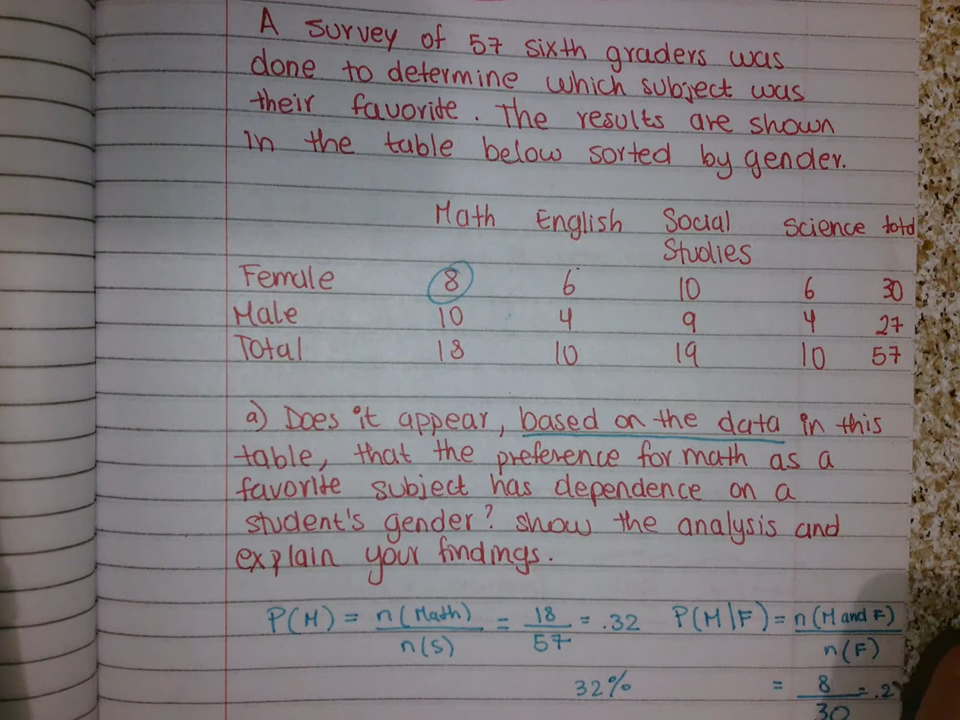 A survey of 57 sixth graders was
done to determine which subject was
their favorite. The results are shown
in the table below sorted by gender.
Math English Social Studies Science total
Female 8 6 10 6 30
Male 10 4 9 4 27
Total 18 10 19 10 57
a) Does it appear, based on the data in this
table, that the preference for math as a
favorite subject has dependence on a
student's gender? show the analysis and
explain your findings.
P(M) = n(Math)/n(S) = 18/57 = .32 P(M|F) = n(M and F)/n(F)
32% = 8/30 = .2